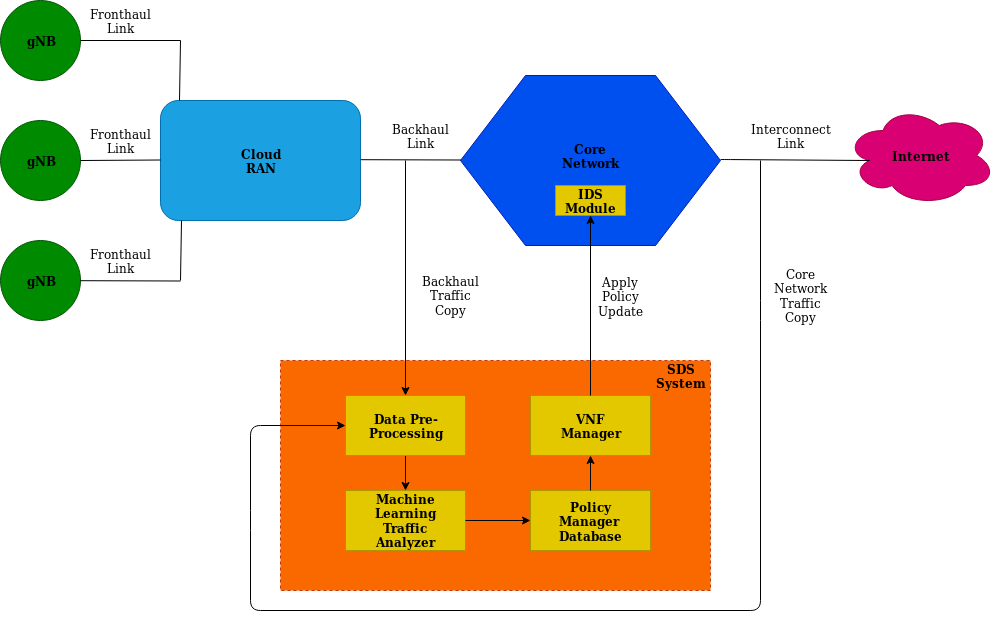 Fronthaul
Link
gNB
Fronthaul
Link
gNB
Fronthaul
Link
gNB
Cloud
RAN
Backhaul
Link
Core
Network
IDS
Module
Interconnect
Link
Internet
Backhaul
Traffic
Copy
Apply
Policy
Update
Core
Network
Traffic
Copy
SDS
System
Data Pre-
Processing
VNF
Manager
Machine
Learning
Traffic
Analyzer
Policy
Manager
Database